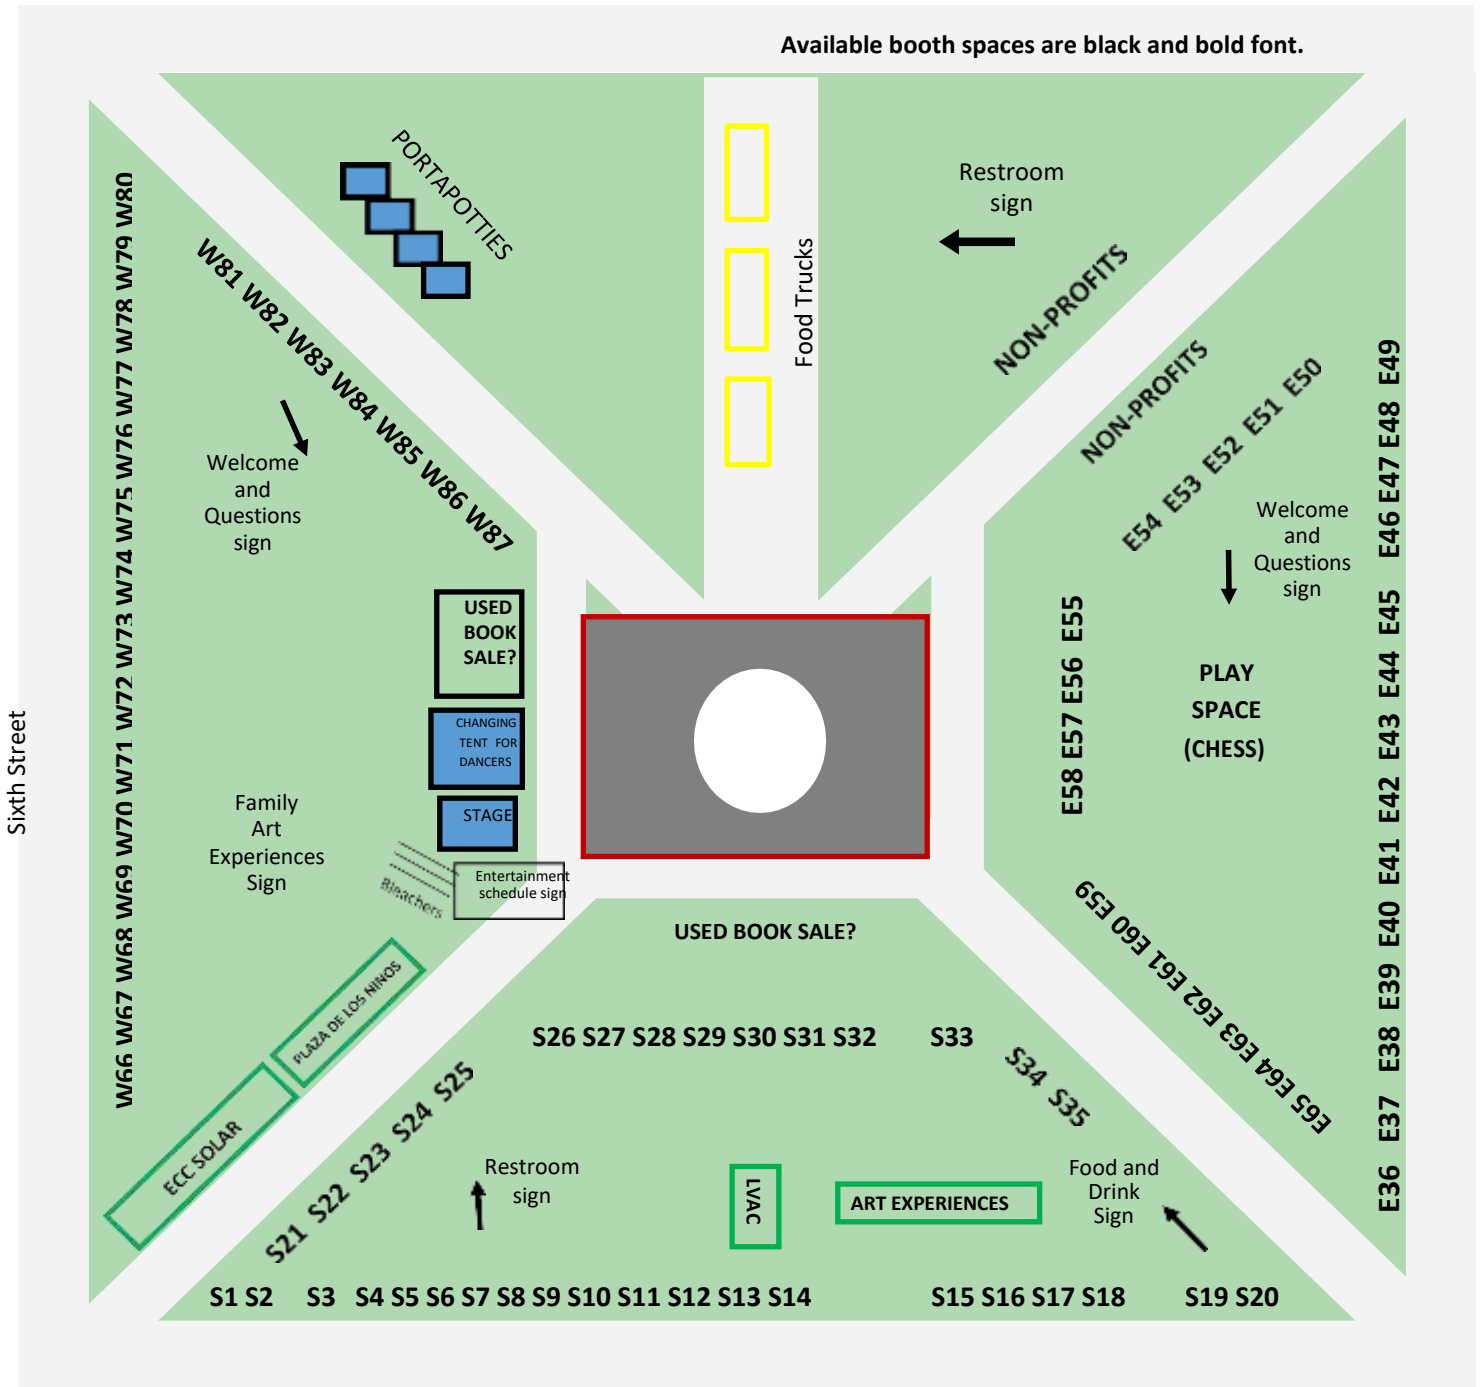 Available booth spaces are black and bold font.
PORTAPOTTIES
Restroom
sign
Food Trucks
NON-PROFITS
NON-PROFITS
W66 W67 W68 W69 W70 W71 W72 W73 W74 W75 W76 W77 W78 W79 W80
W81 W82 W83 W84 W85 W86 W87
Welcome
and
Questions
sign
E54 E53 E52 E51 E50
E36 E37 E38 E39 E40 E41 E42 E43 E44 E45 E46 E47 E48 E49
Welcome
and
Questions
sign
USED
BOOK
SALE?
CHANGING
TENT FOR
DANCERS
STAGE
E58 E57 E56 E55
PLAY
SPACE
(CHESS)
Sixth Street
Family
Art
Experiences
Sign
Bleachers
Entertainment
schedule sign
PLAZA DE LOS NINOS
ECC SOLAR
USED BOOK SALE?
E65 E64 E63 E62 E61 E60 E59
S26 S27 S28 S29 S30 S31 S32 S33
S34 S35
S21 S22 S23 S24 S25
Restroom
sign
LVAC
ART EXPERIENCES
Food and
Drink
Sign
S1 S2 S3 S4 S5 S6 S7 S8 S9 S10 S11 S12 S13 S14 S15 S16 S17 S18 S19 S20